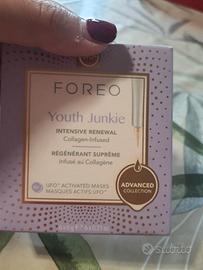 FOREO
Youth Junkie
INTENSIVE RENEWAL
Collagen-Infused
RÉGÉNÉRANT SUPRÊME
Infusé au Collagène
ADVANCED
COLLECTION
UFO™ ACTIVATED MASKS
MASQUES ACTIFS UFO™
Subito